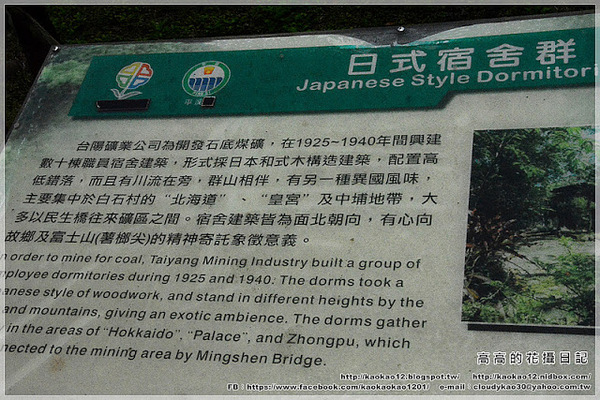 日式宿舍群
Japanese Style Dormitori
台陽礦業公司為開發石底煤礦，在1925~1940年間興建
數十棟職員宿舍建築，形式採日本和式木構造建築，配置高
低錯落，而且有川流在旁，群山相伴，有另一種異國風味，
主要集中於白石村的“北海道”、“皇宮”及中埔地帶，大
多以民生橋往來礦區之間。宿舍建築皆為面北朝向，有心向
故鄉及富士山(薯榔尖)的精神寄託象徵意義。
n order to mine for coal, Taiyang Mining Industry built a group of
mployee dormitories during 1925 and 1940. The dorms took a
anese style of woodwork, and stand in different heights by the
and mountains, giving an exotic ambience. The dorms gather
in the areas of “Hokkaido”, “Palace”, and Zhongpu, which
nected to the mining area by Mingshen Bridge.
高高的花攝日記
http://kaokao12.blogspot.tw/ http://kaokao12.nidbox.com/
FB：https://www.facebook.com/kaokaokao1201/ e-mail：cloudykao30@yahoo.com.tw